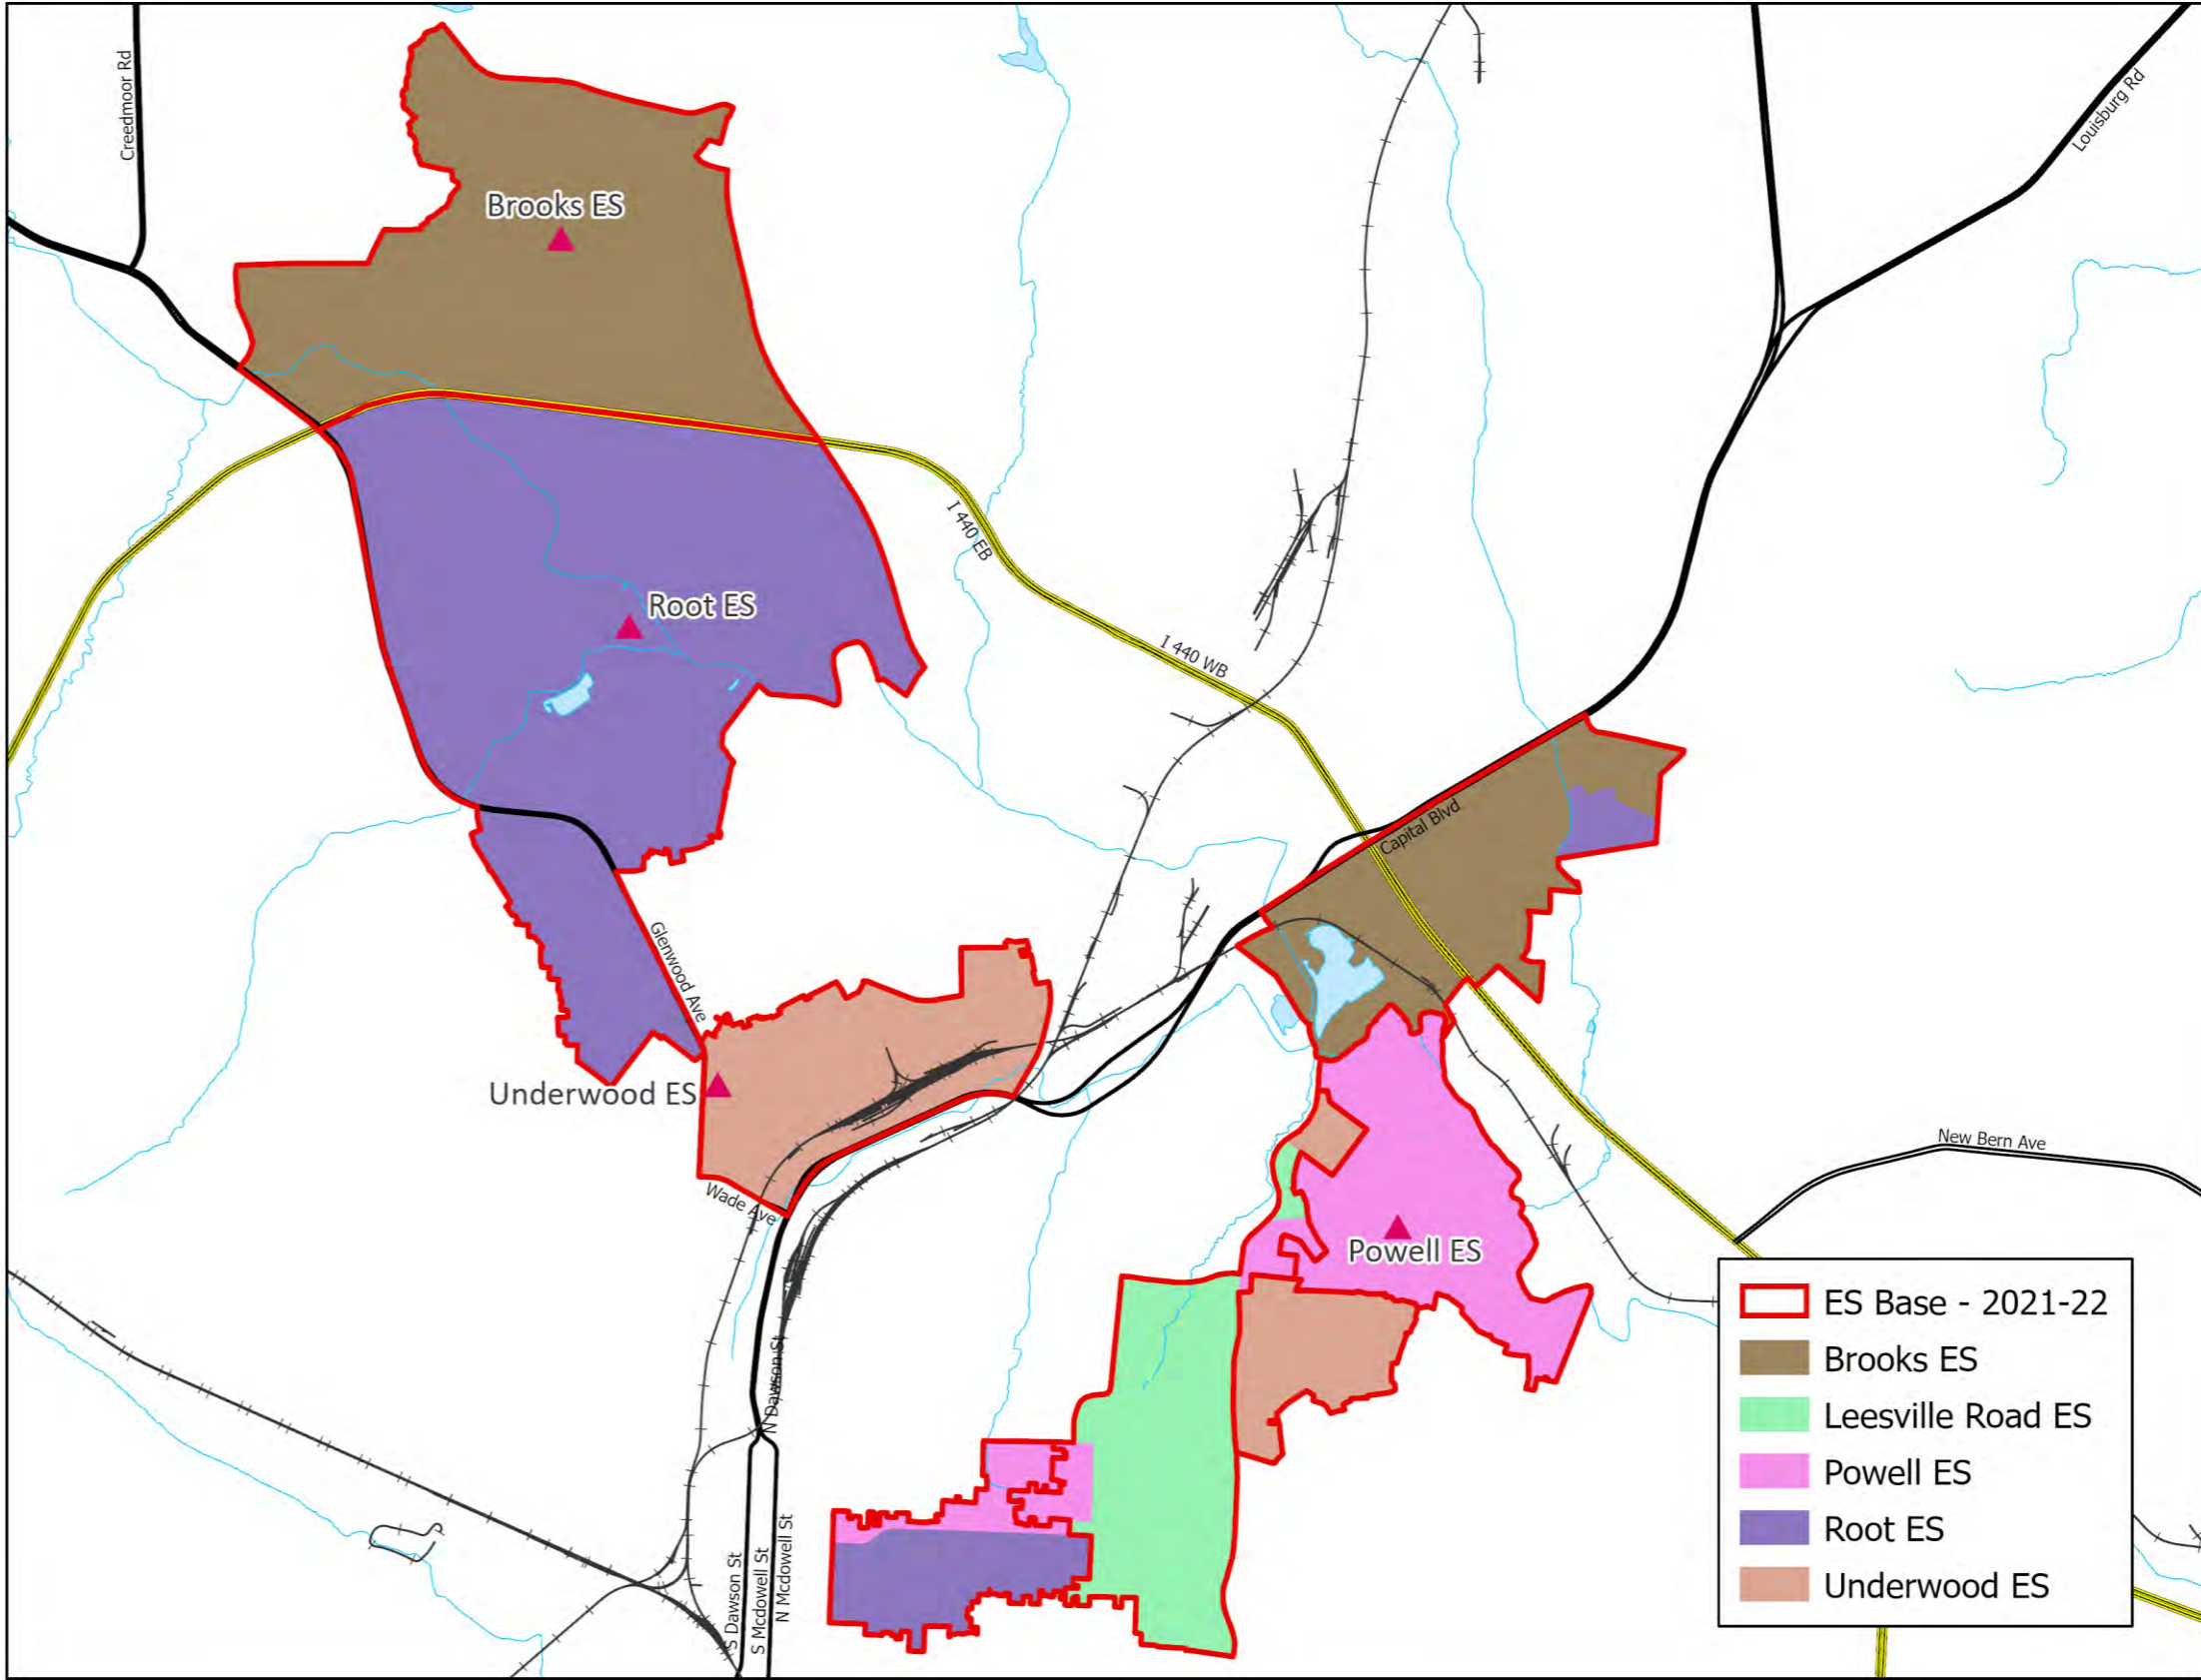 Creedmoor Rd
Louisburg Rd
Brooks ES
I 440 EB
Root ES
I 440 WB
Capital Blvd
Glenwood Ave
Underwood ES
New Bern Ave
Wade Ave
Powell ES
N Dawson St
S Dawson St
S Mcdowell St
N Mcdowell St
ES Base - 2021-22
Brooks ES
Leesville Road ES
Powell ES
Root ES
Underwood ES